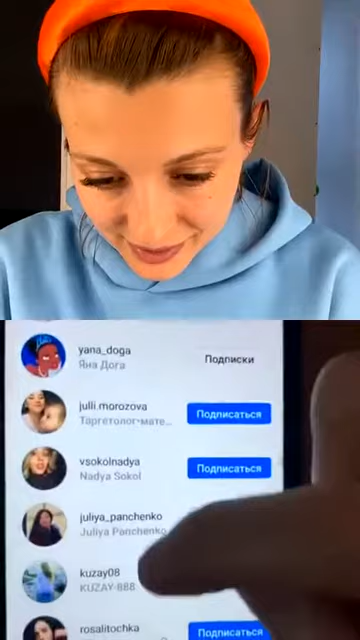 yana_doga
Яна Дога
Подписки
julli.morozova
Таргетолог•мате...
Подписаться
vsokolnadya
Nadya Sokol
Подписаться
juliya_panchenko
Juliya Panchenko
kuzay08
KUZAY-888
rosalitochka
Подписаться